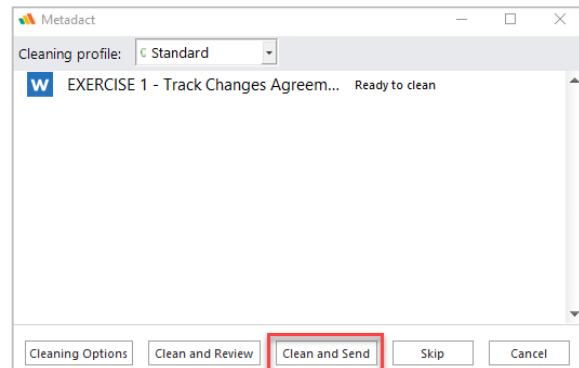 Metadact
Cleaning profile: C Standard
W EXERCISE 1 - Track Changes Agreem... Ready to clean
Cleaning Options Clean and Review Clean and Send Skip Cancel